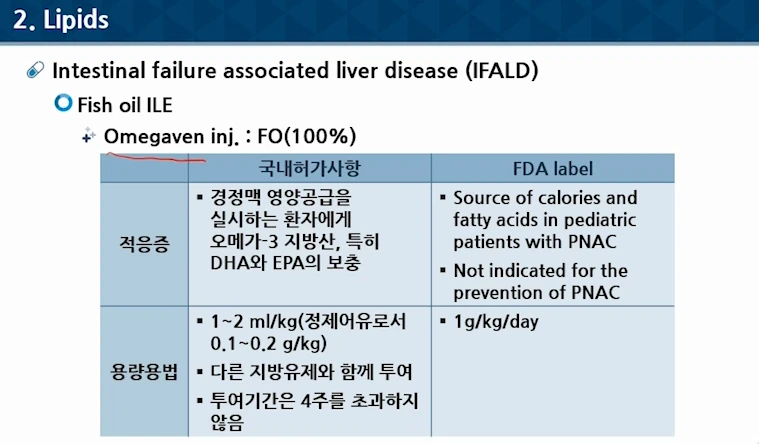 2. Lipids
Intestinal failure associated liver disease (IFALD)
Fish oil ILE
Omegaven inj. : FO(100%)
국내허가사항
FDA label
적응증
▪ 경정맥 영양공급을
실시하는 환자에게
오메가-3 지방산, 특히
DHA와 EPA의 보충
▪ Source of calories and
fatty acids in pediatric
patients with PNAC
▪ Not indicated for the
prevention of PNAC
용량용법
▪ 1~2 ml/kg(정제어유로서
0.1~0.2 g/kg)
▪ 다른 지방유제와 함께 투여
▪ 투여기간은 4주를 초과하지
않음
▪ 1g/kg/day